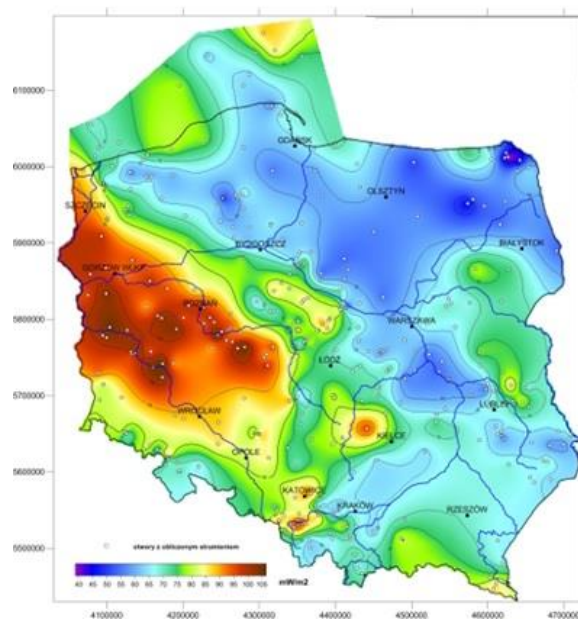 6100000
GDAŃSK
6000000
OLSZTYN
SZCZECIN
5900000
BYDGOSZCZ
BIAŁYSTOK
GORZÓW WLKP.
POZNAŃ
5800000
WARSZAWA
ŁÓDŹ
5700000
LUBLIN
WROCŁAW
KIELCE
5600000
OPOLE
KATOWICE
KRAKÓW
RZESZÓW
5500000
otwory z obliczonym strumieniem
40 45 50 55 60 65 70 75 80 85 90 95 100 105
mW/m2
4100000 4200000 4300000 4400000 4500000 4600000 4700000